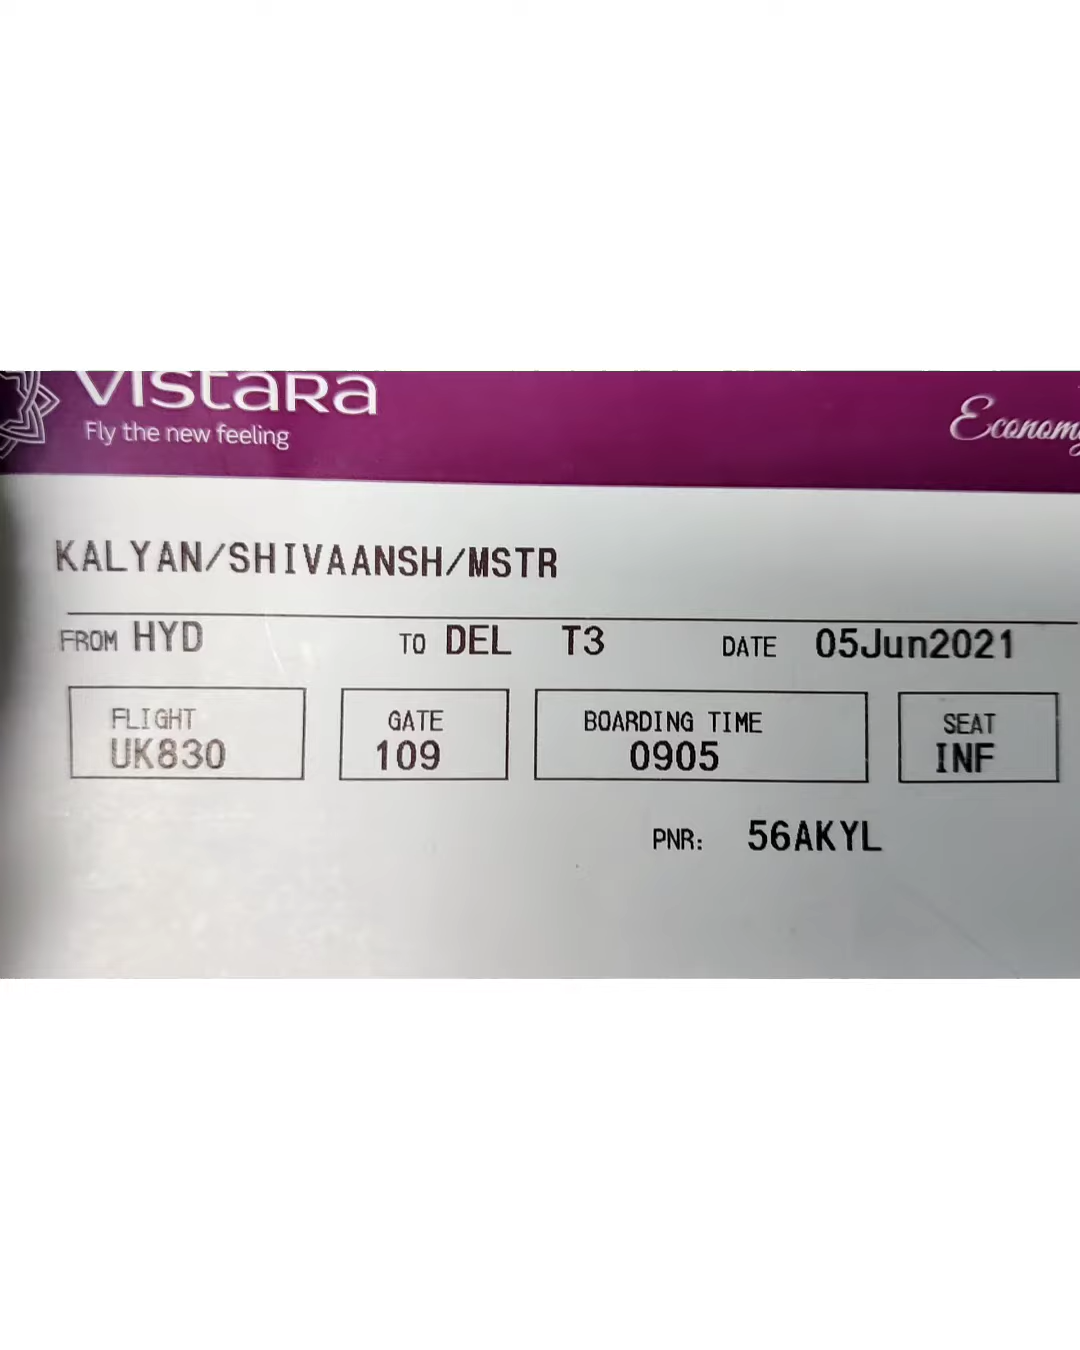 VISTARA
Fly the new feeling
Economy
KALYAN/SHIVAANSH/MSTR
FROM HYD TO DEL T3 DATE 05Jun2021
FLIGHT GATE BOARDING TIME SEAT
UK830 109 0905 INF
PNR: 56AKYL